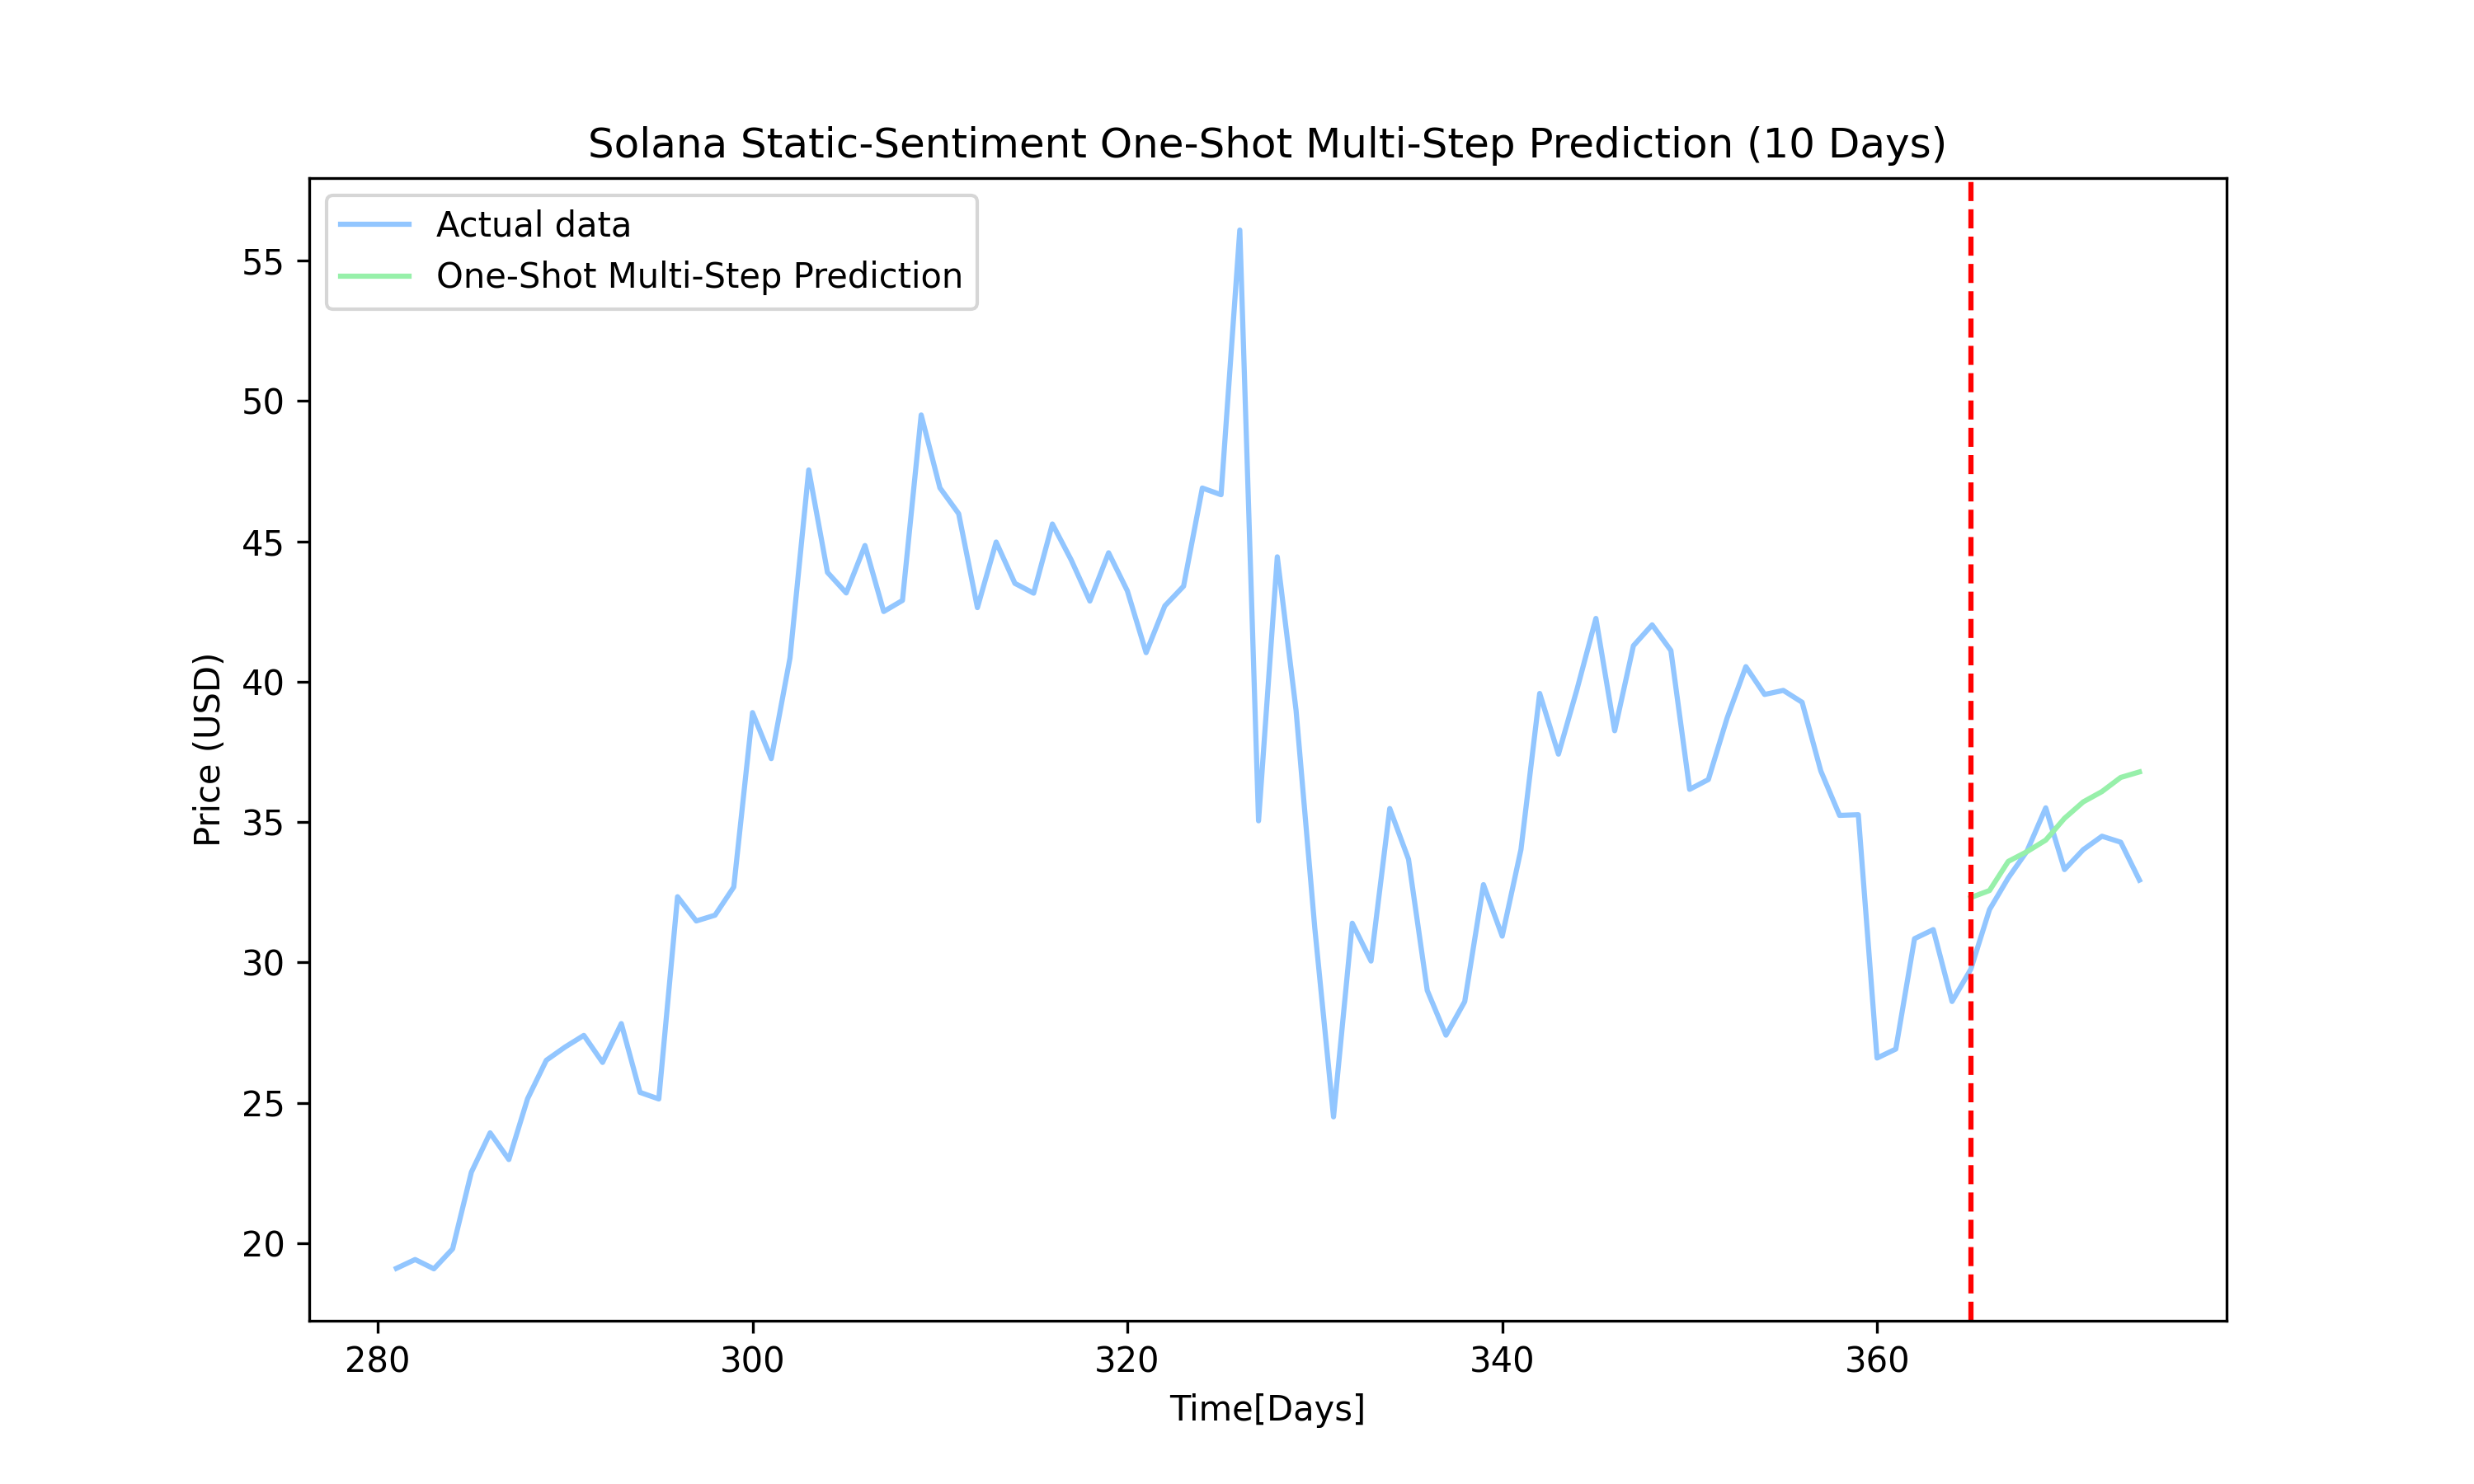 Solana Static-Sentiment One-Shot Multi-Step Prediction (10 Days)
Actual data
One-Shot Multi-Step Prediction
55
50
45
40
35
30
25
20
Price (USD)
280
300
320
340
360
Time[Days]